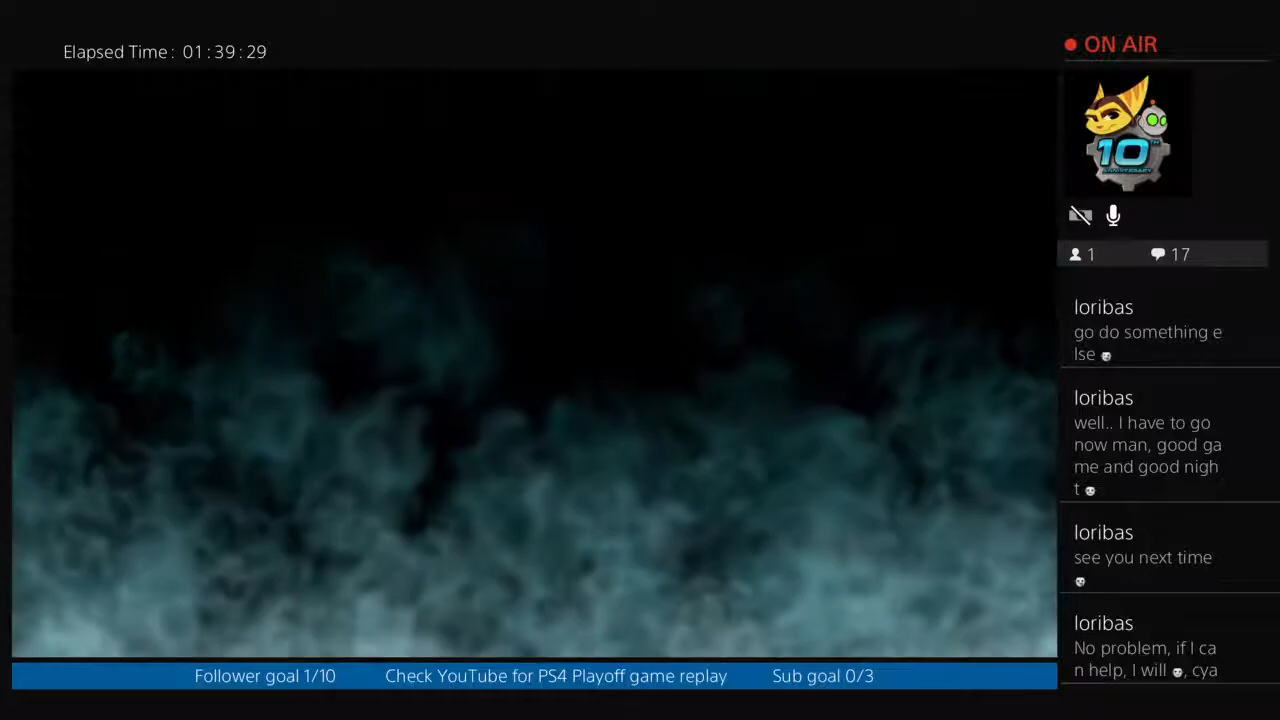 Elapsed Time: 01:39:29
ON AIR
10TH
ANNIVERSARY
1
17
loribas
go do something e
lse
loribas
well.. I have to go
now man, good ga
me and good nigh
t
loribas
see you next time
loribas
No problem, if I ca
n help, I will , cya
Follower goal 1/10
Check YouTube for PS4 Playoff game replay
Sub goal 0/3